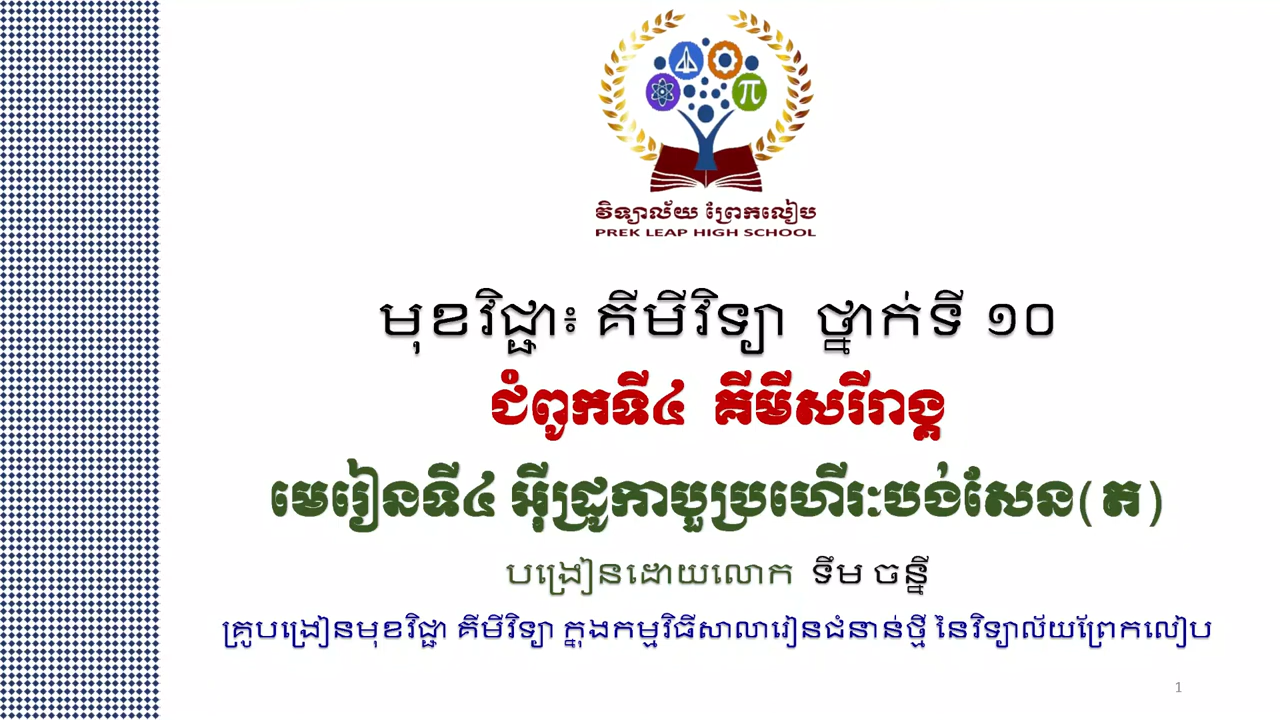 π
វិទ្យាល័យ ព្រែកលៀប
PREK LEAP HIGH SCHOOL
មុខវិជ្ជា៖ គីមីវិទ្យា ថ្នាក់ទី ១០
ជំពូកទី៤ គីមីសរីរាង្គ
មេរៀនទី៤ អ៊ីដ្រូកាបួប្រហើរៈបង់សែន(ត)
បង្រៀនដោយលោក ទឹម ចន្នី
គ្រូបង្រៀនមុខវិជ្ជា គីមីវិទ្យា ក្នុងកម្មវិធីសាលារៀនជំនាន់ថ្មី នៃវិទ្យាល័យព្រែកលៀប
1